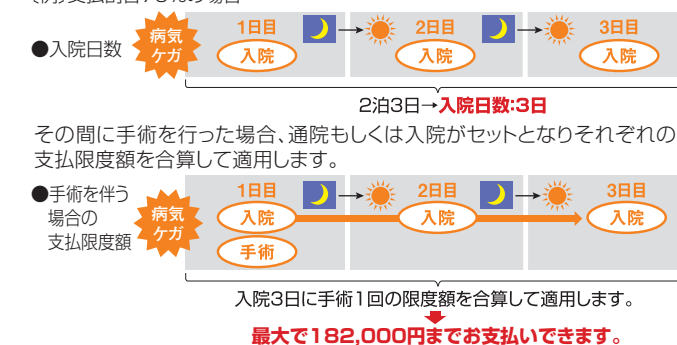 ●入院日数
病気
ケガ
1日目
入院
2日目
入院
3日目
入院
2泊3日→入院日数:3日
その間に手術を行った場合、通院もしくは入院がセットとなりそれぞれの
支払限度額を合算して適用します。
●手術を伴う
場合の
支払限度額
病気
ケガ
1日目
入院
手術
2日目
入院
3日目
入院
入院3日に手術1回の限度額を合算して適用します。
最大で182,000円までお支払いできます。